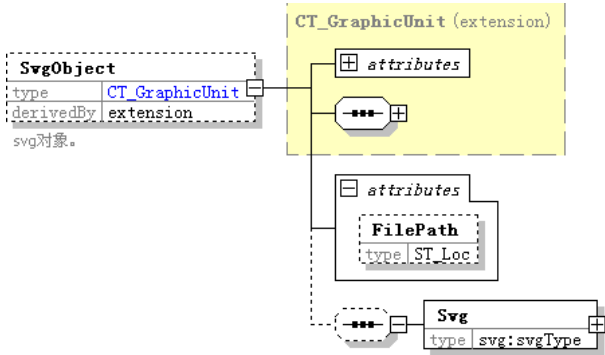 CT_GraphicUnit (extension)
SvgObject
type CT_GraphicUnit
derivedBy extension
svg对象。
attributes
attributes
FilePath
type ST_Loc
Svg
type svg:svgType